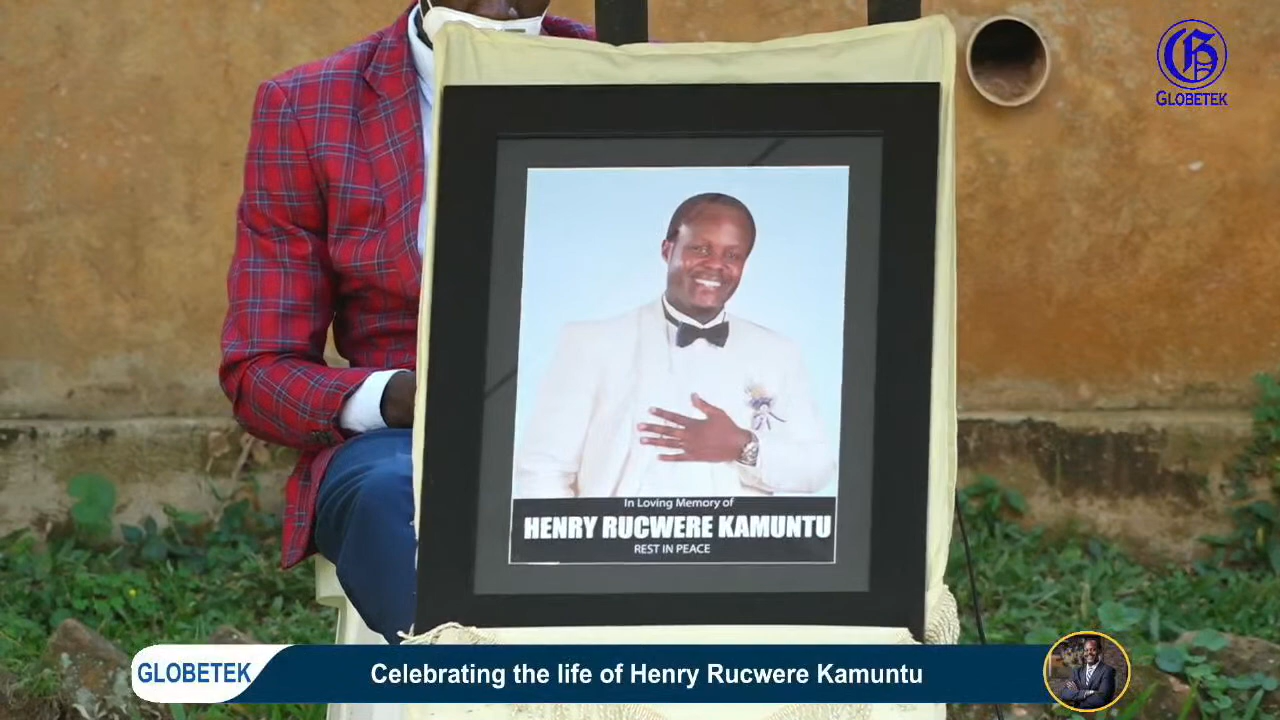 GLOBETEK
In Loving Memory of
HENRY RUCWERE KAMUNTU
REST IN PEACE
GLOBETEK
Celebrating the life of Henry Rucwere Kamuntu